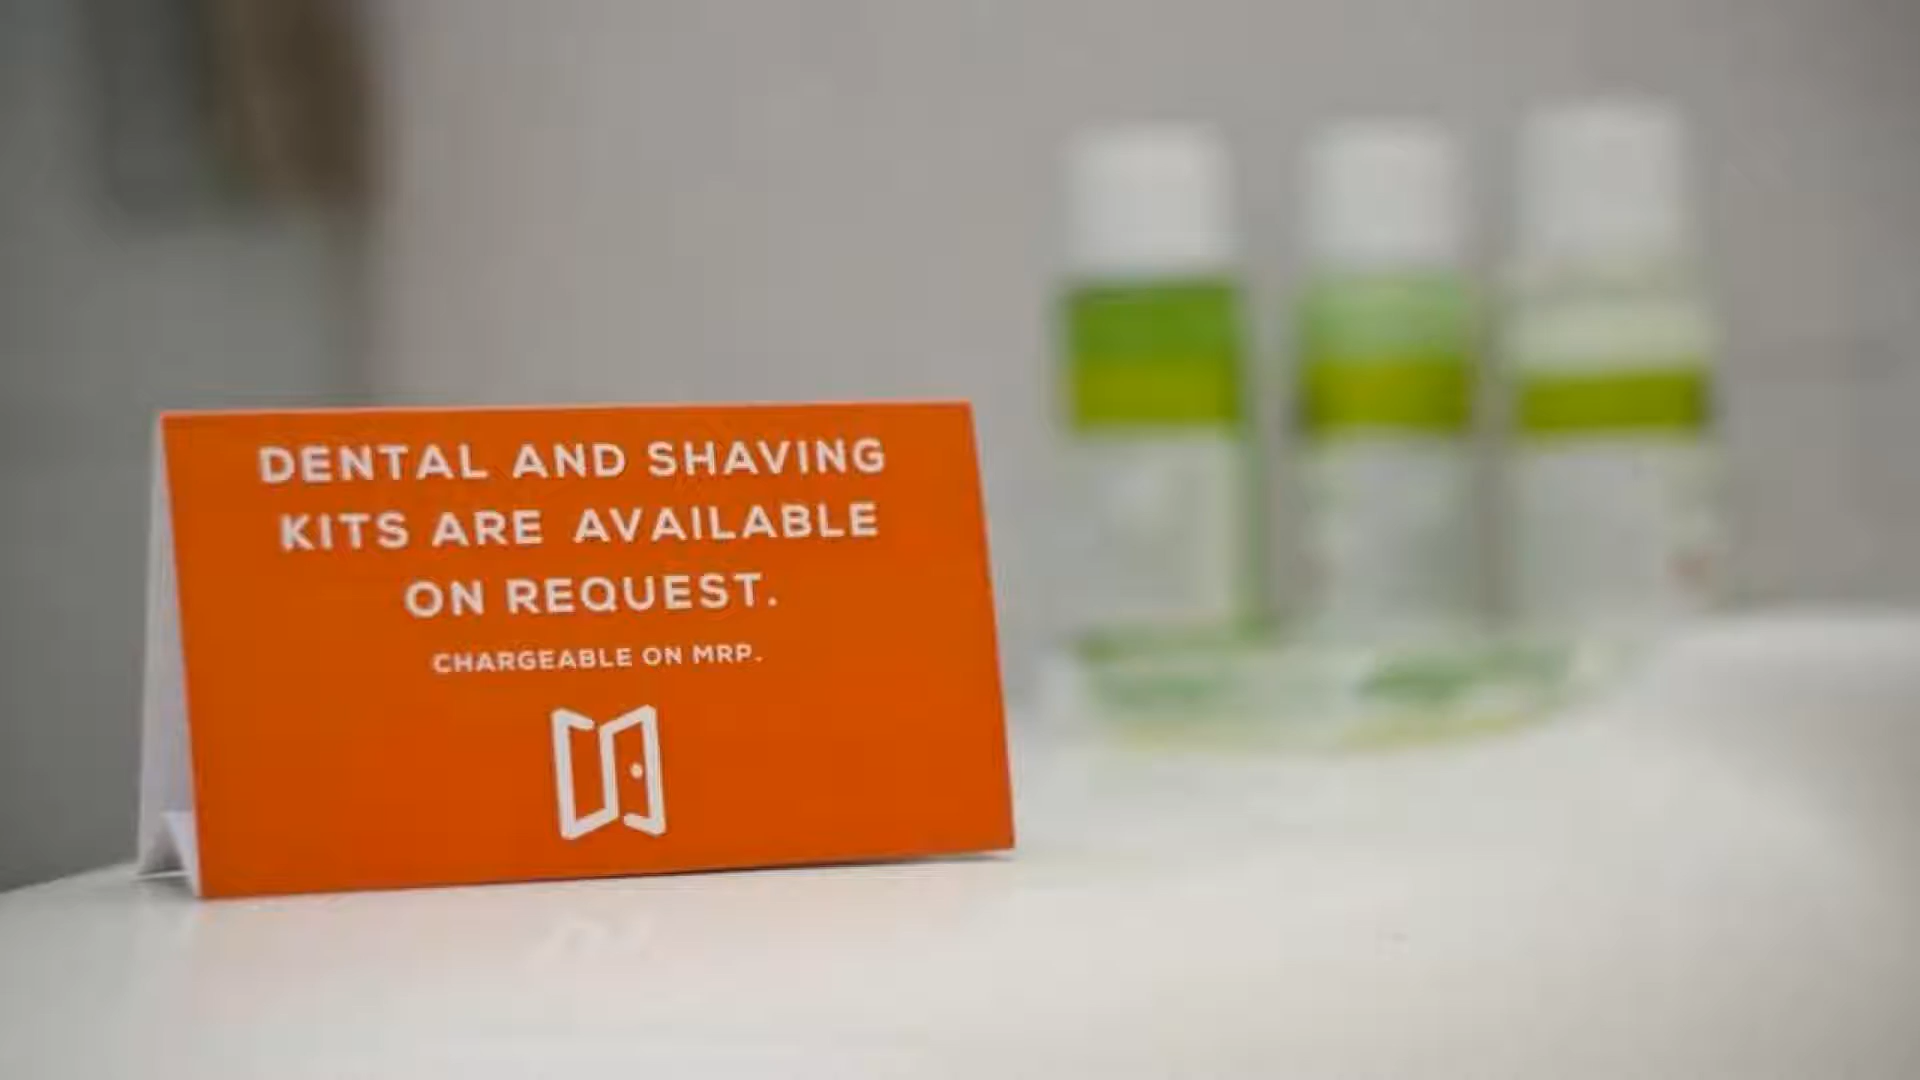 DENTAL AND SHAVING
KITS ARE AVAILABLE
ON REQUEST.
CHARGEABLE ON MRP.